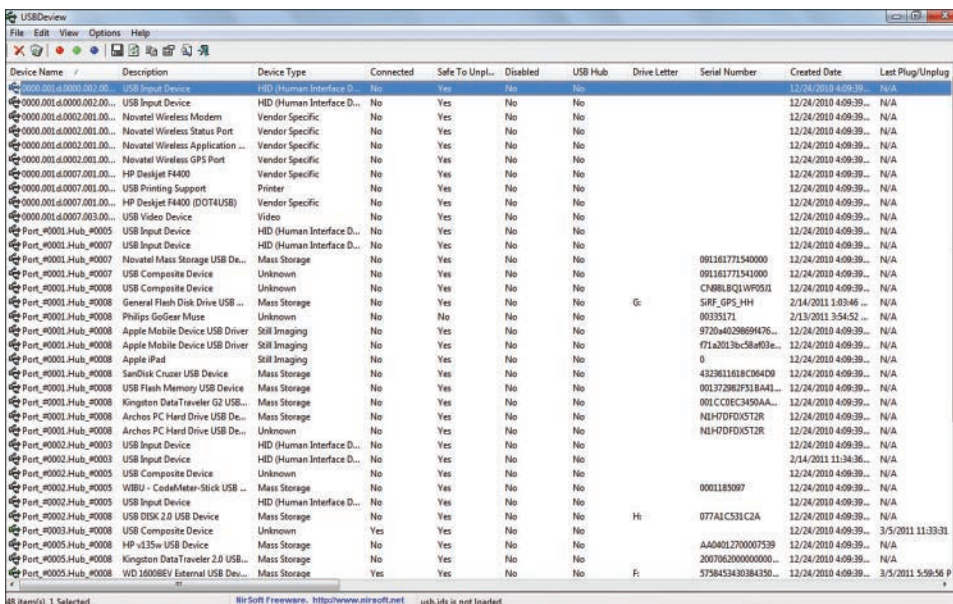 USBDeview
File Edit View Options Help
Device Name / Description Device Type Connected Safe To Unpl... Disabled USB Hub Drive Letter Serial Number Created Date Last Plug/Unplug
0000.001d.0000.002.00... USB Input Device HID (Human Interface D... No Yes No No 12/24/2010 4:09:39... N/A
0000.001d.0000.002.00... USB Input Device HID (Human Interface D... No Yes No No 12/24/2010 4:09:39... N/A
0000.001d.0002.001.00... Novatel Wireless Modem Vendor Specific No Yes No No 12/24/2010 4:09:39... N/A
0000.001d.0002.001.00... Novatel Wireless Status Port Vendor Specific No Yes No No 12/24/2010 4:09:39... N/A
0000.001d.0002.001.00... Novatel Wireless Application ... Vendor Specific No Yes No No 12/24/2010 4:09:39... N/A
0000.001d.0002.001.00... Novatel Wireless GPS Port Vendor Specific No Yes No No 12/24/2010 4:09:39... N/A
0000.001d.0007.001.00... HP Deskjet F4400 Vendor Specific No Yes No No 12/24/2010 4:09:39... N/A
0000.001d.0007.001.00... USB Printing Support Printer No Yes No No 12/24/2010 4:09:39... N/A
0000.001d.0007.001.00... HP Deskjet F4400 (DOT4USB) Vendor Specific No Yes No No 12/24/2010 4:09:39... N/A
0000.001d.0007.003.00... USB Video Device Video No Yes No No 12/24/2010 4:09:39... N/A
Port_#0001.Hub_#0005 USB Input Device HID (Human Interface D... No Yes No No 12/24/2010 4:09:39... N/A
Port_#0001.Hub_#0007 USB Input Device HID (Human Interface D... No Yes No No 12/24/2010 4:09:39... N/A
Port_#0001.Hub_#0007 Novatel Mass Storage USB De... Mass Storage No Yes No No 091161771540000 12/24/2010 4:09:39... N/A
Port_#0001.Hub_#0007 USB Composite Device Unknown No Yes No No 091161771541000 12/24/2010 4:09:39... N/A
Port_#0001.Hub_#0008 USB Composite Device Unknown No Yes No No CN98LBQ1WF05J1 12/24/2010 4:09:39... N/A
Port_#0001.Hub_#0008 General Flash Disk Drive USB ... Mass Storage No Yes No No G: SiRF_GPS_HH 2/14/2011 1:03:46 ... N/A
Port_#0001.Hub_#0008 Philips GoGear Muse Unknown No No No No 00335171 2/13/2011 3:54:52 ... N/A
Port_#0001.Hub_#0008 Apple Mobile Device USB Driver Still Imaging No Yes No No 9720a4029869f476... 12/24/2010 4:09:39... N/A
Port_#0001.Hub_#0008 Apple Mobile Device USB Driver Still Imaging No Yes No No f71a2013bc58af03e... 12/24/2010 4:09:39... N/A
Port_#0001.Hub_#0008 Apple iPad Still Imaging No Yes No No 0 12/24/2010 4:09:39... N/A
Port_#0001.Hub_#0008 SanDisk Cruzer USB Device Mass Storage No Yes No No 4323611618C064D9 12/24/2010 4:09:39... N/A
Port_#0001.Hub_#0008 USB Flash Memory USB Device Mass Storage No Yes No No 001372982F51BA41... 12/24/2010 4:09:39... N/A
Port_#0001.Hub_#0008 Kingston DataTraveler G2 USB... Mass Storage No Yes No No 001CC0EC3450AA... 12/24/2010 4:09:39... N/A
Port_#0001.Hub_#0008 Archos PC Hard Drive USB De... Mass Storage No Yes No No N1H7DFDX5T2R 12/24/2010 4:09:39... N/A
Port_#0001.Hub_#0008 Archos PC Hard Drive USB De... Unknown No Yes No No N1H7DFDX5T2R 12/24/2010 4:09:39... N/A
Port_#0002.Hub_#0003 USB Input Device HID (Human Interface D... No Yes No No 12/24/2010 4:09:39... N/A
Port_#0002.Hub_#0003 USB Input Device HID (Human Interface D... No Yes No No 2/14/2011 11:34:36... N/A
Port_#0002.Hub_#0005 USB Composite Device Unknown No Yes No No 12/24/2010 4:09:39... N/A
Port_#0002.Hub_#0005 WIBU - CodeMeter-Stick USB ... Mass Storage No Yes No No 0001185097 12/24/2010 4:09:39... N/A
Port_#0002.Hub_#0005 USB Input Device HID (Human Interface D... No Yes No No 12/24/2010 4:09:39... N/A
Port_#0002.Hub_#0008 USB DISK 2.0 USB Device Mass Storage No Yes No No H: 077A1C531C2A 12/24/2010 4:09:39... N/A
Port_#0003.Hub_#0008 USB Composite Device Unknown Yes Yes No No 12/24/2010 4:09:39... 3/5/2011 11:33:31
Port_#0005.Hub_#0008 HP v135w USB Device Mass Storage No Yes No No AA04012700007539 12/24/2010 4:09:39... N/A
Port_#0005.Hub_#0008 Kingston DataTraveler 2.0 USB... Mass Storage No Yes No No 2007062000000000... 12/24/2010 4:09:39... N/A
Port_#0005.Hub_#0008 WD 1600BEV External USB Dev... Mass Storage Yes Yes No No F: 5758453430384350... 12/24/2010 4:09:39... 3/5/2011 5:59:56 P
48 item(s), 1 Selected NirSoft Freeware. http://www.nirsoft.net usb.ids is not loaded